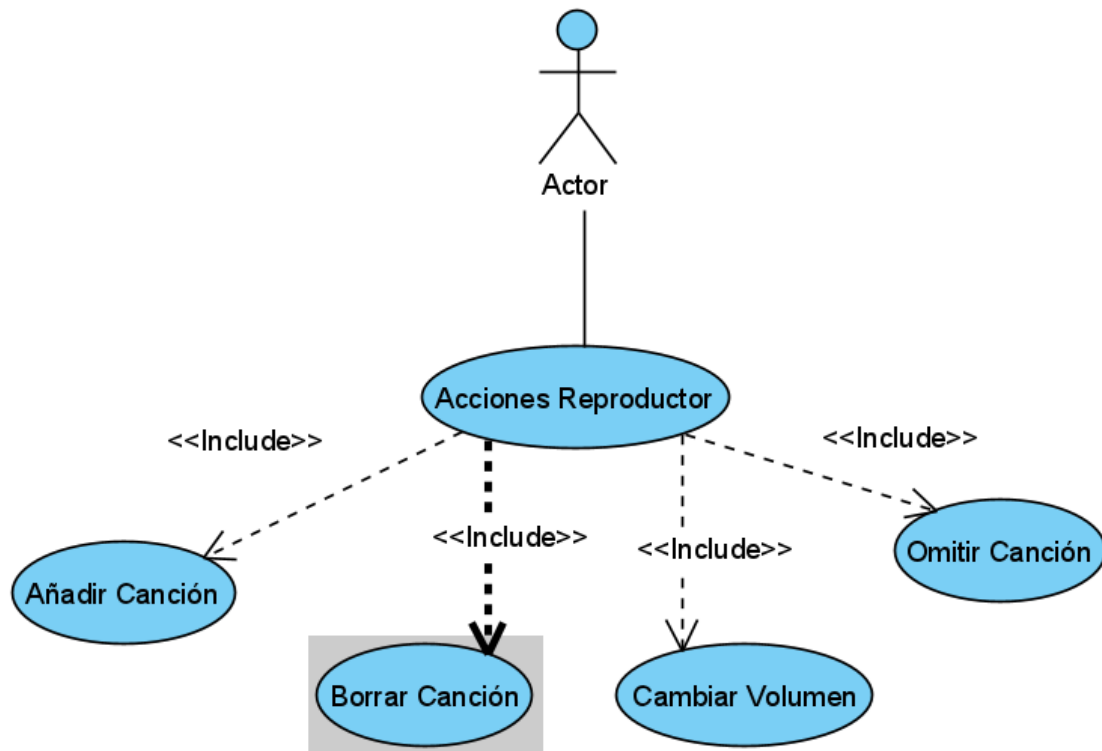 Actor
Acciones Reproductor
<<Include>>
<<Include>>
<<Include>>
<<Include>>
Añadir Canción
Omitir Canción
Borrar Canción
Cambiar Volumen